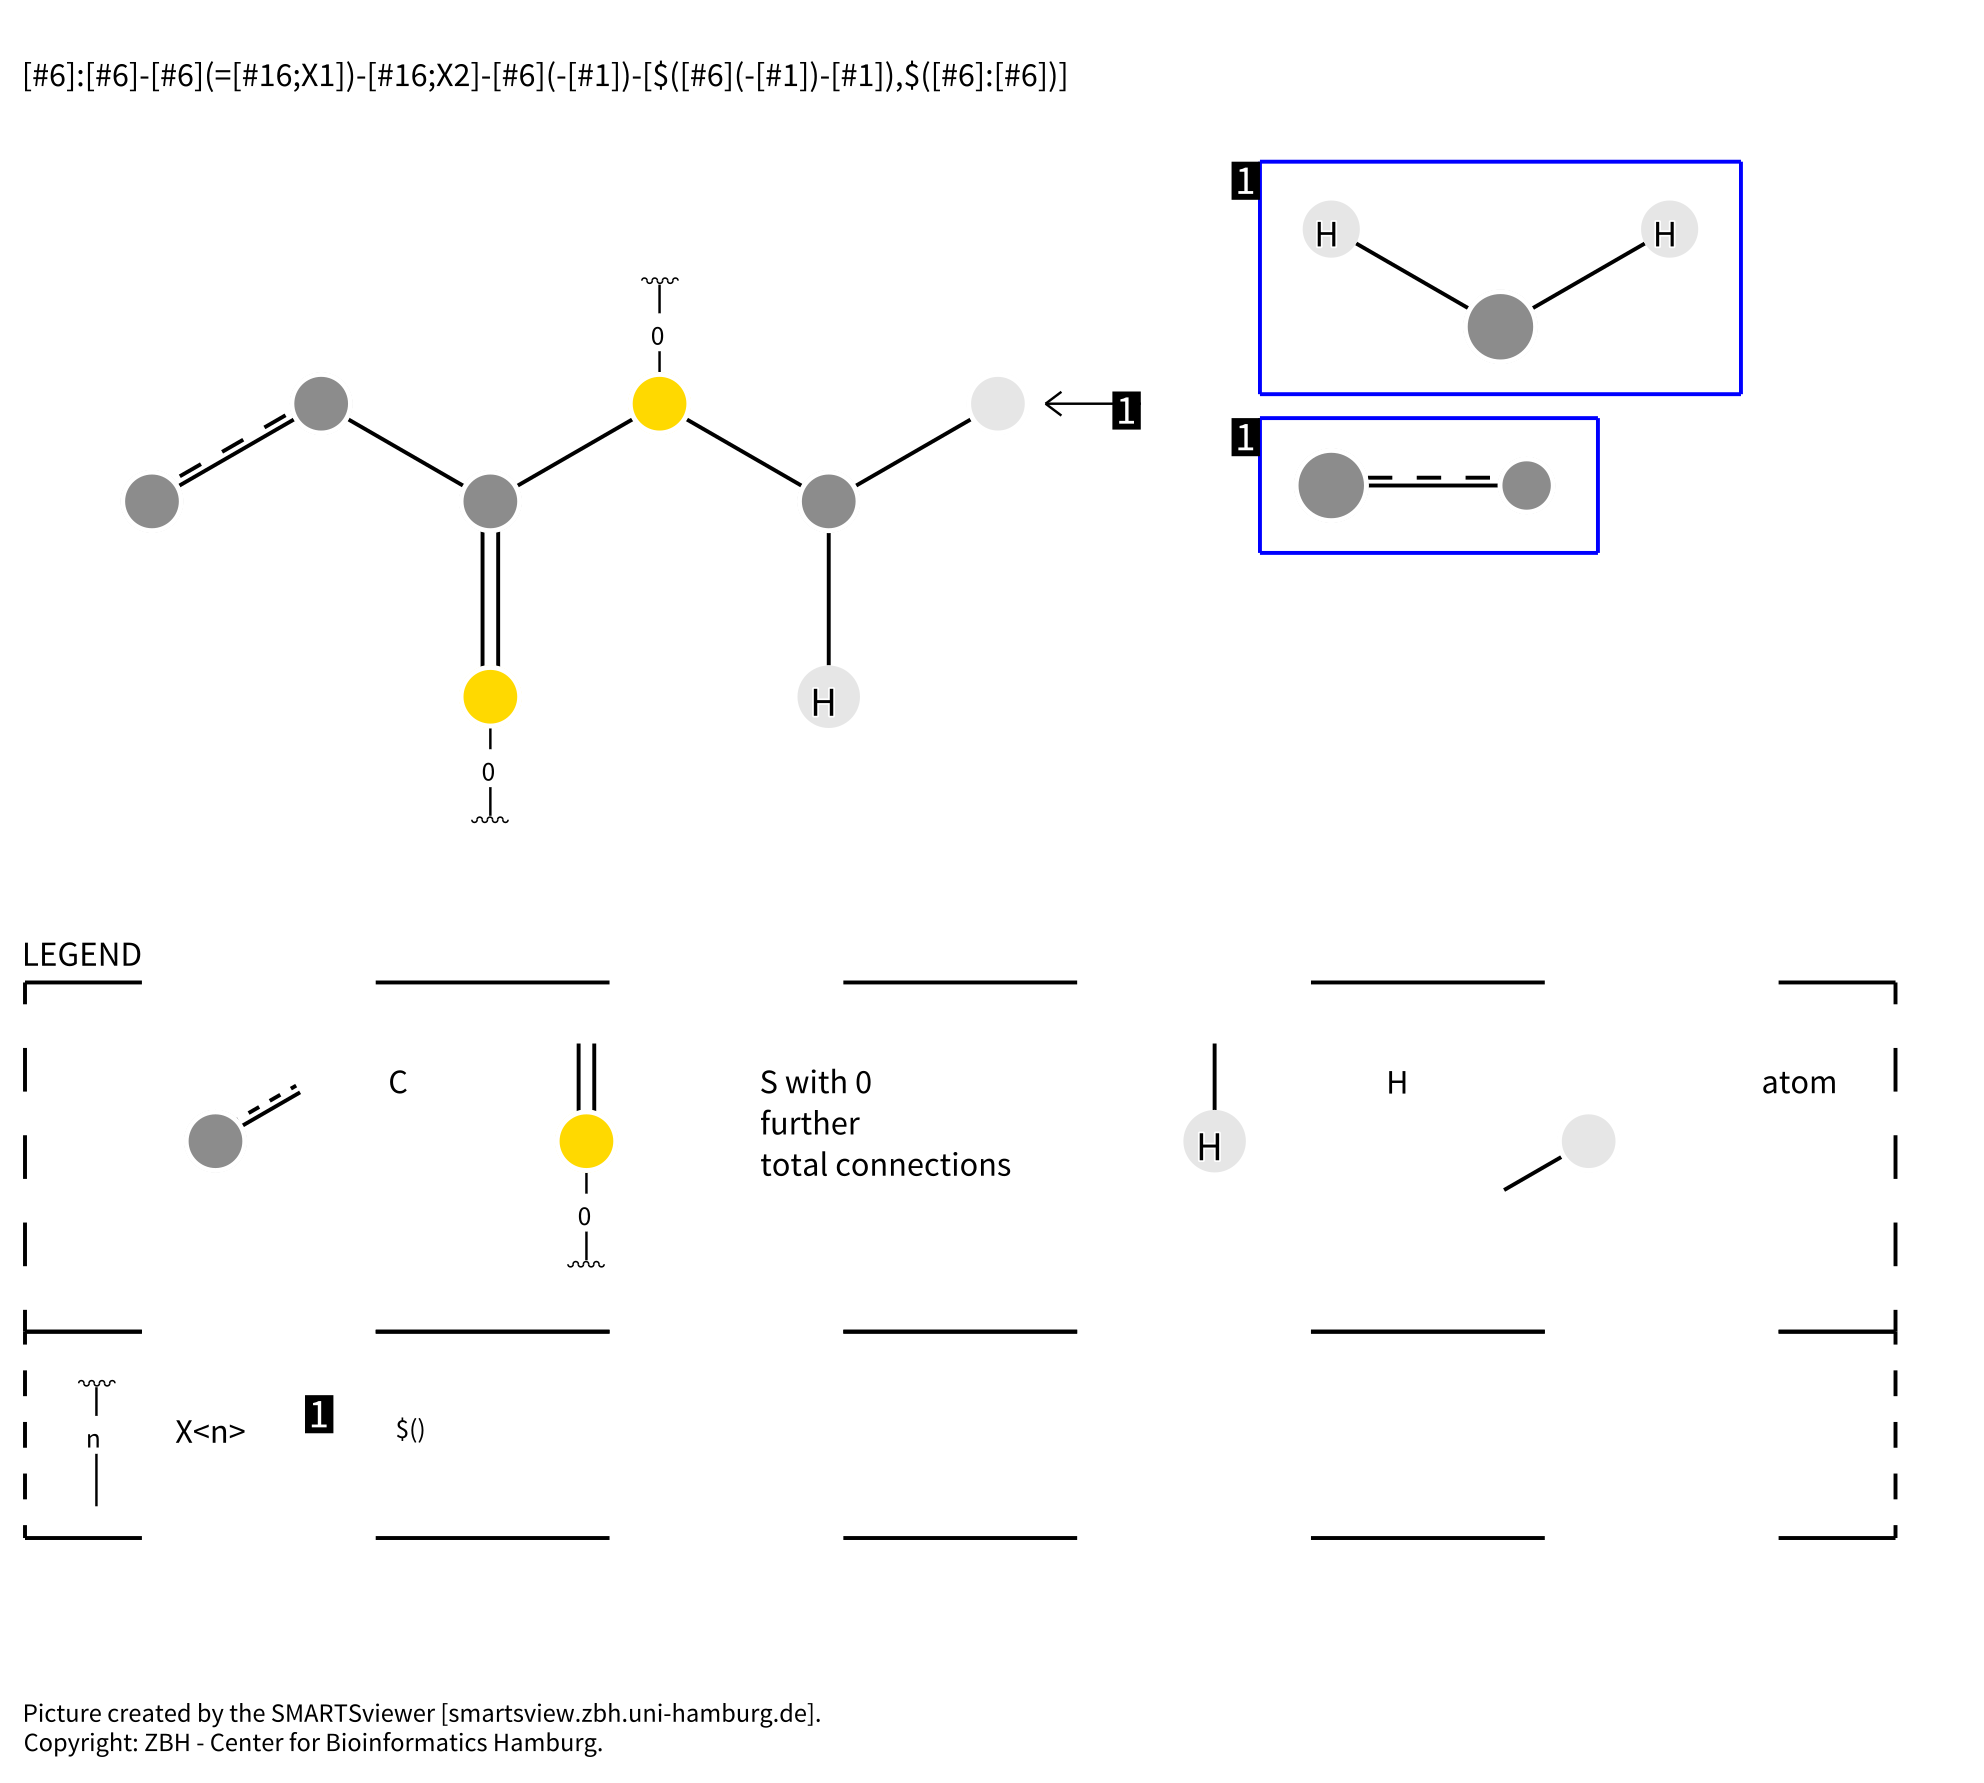 [#6]:[#6]-[#6](=[#16;X1])-[#16;X2]-[#6](-[#1])-[$([#6](-[#1])-[#1]),$([#6]:[#6])]
1
H H
0
1
1
H
0
LEGEND
C
S with 0
further
total connections
H
H
atom
0
n
X<n>
1
$()
Picture created by the SMARTSviewer [smartsview.zbh.uni-hamburg.de].
Copyright: ZBH - Center for Bioinformatics Hamburg.